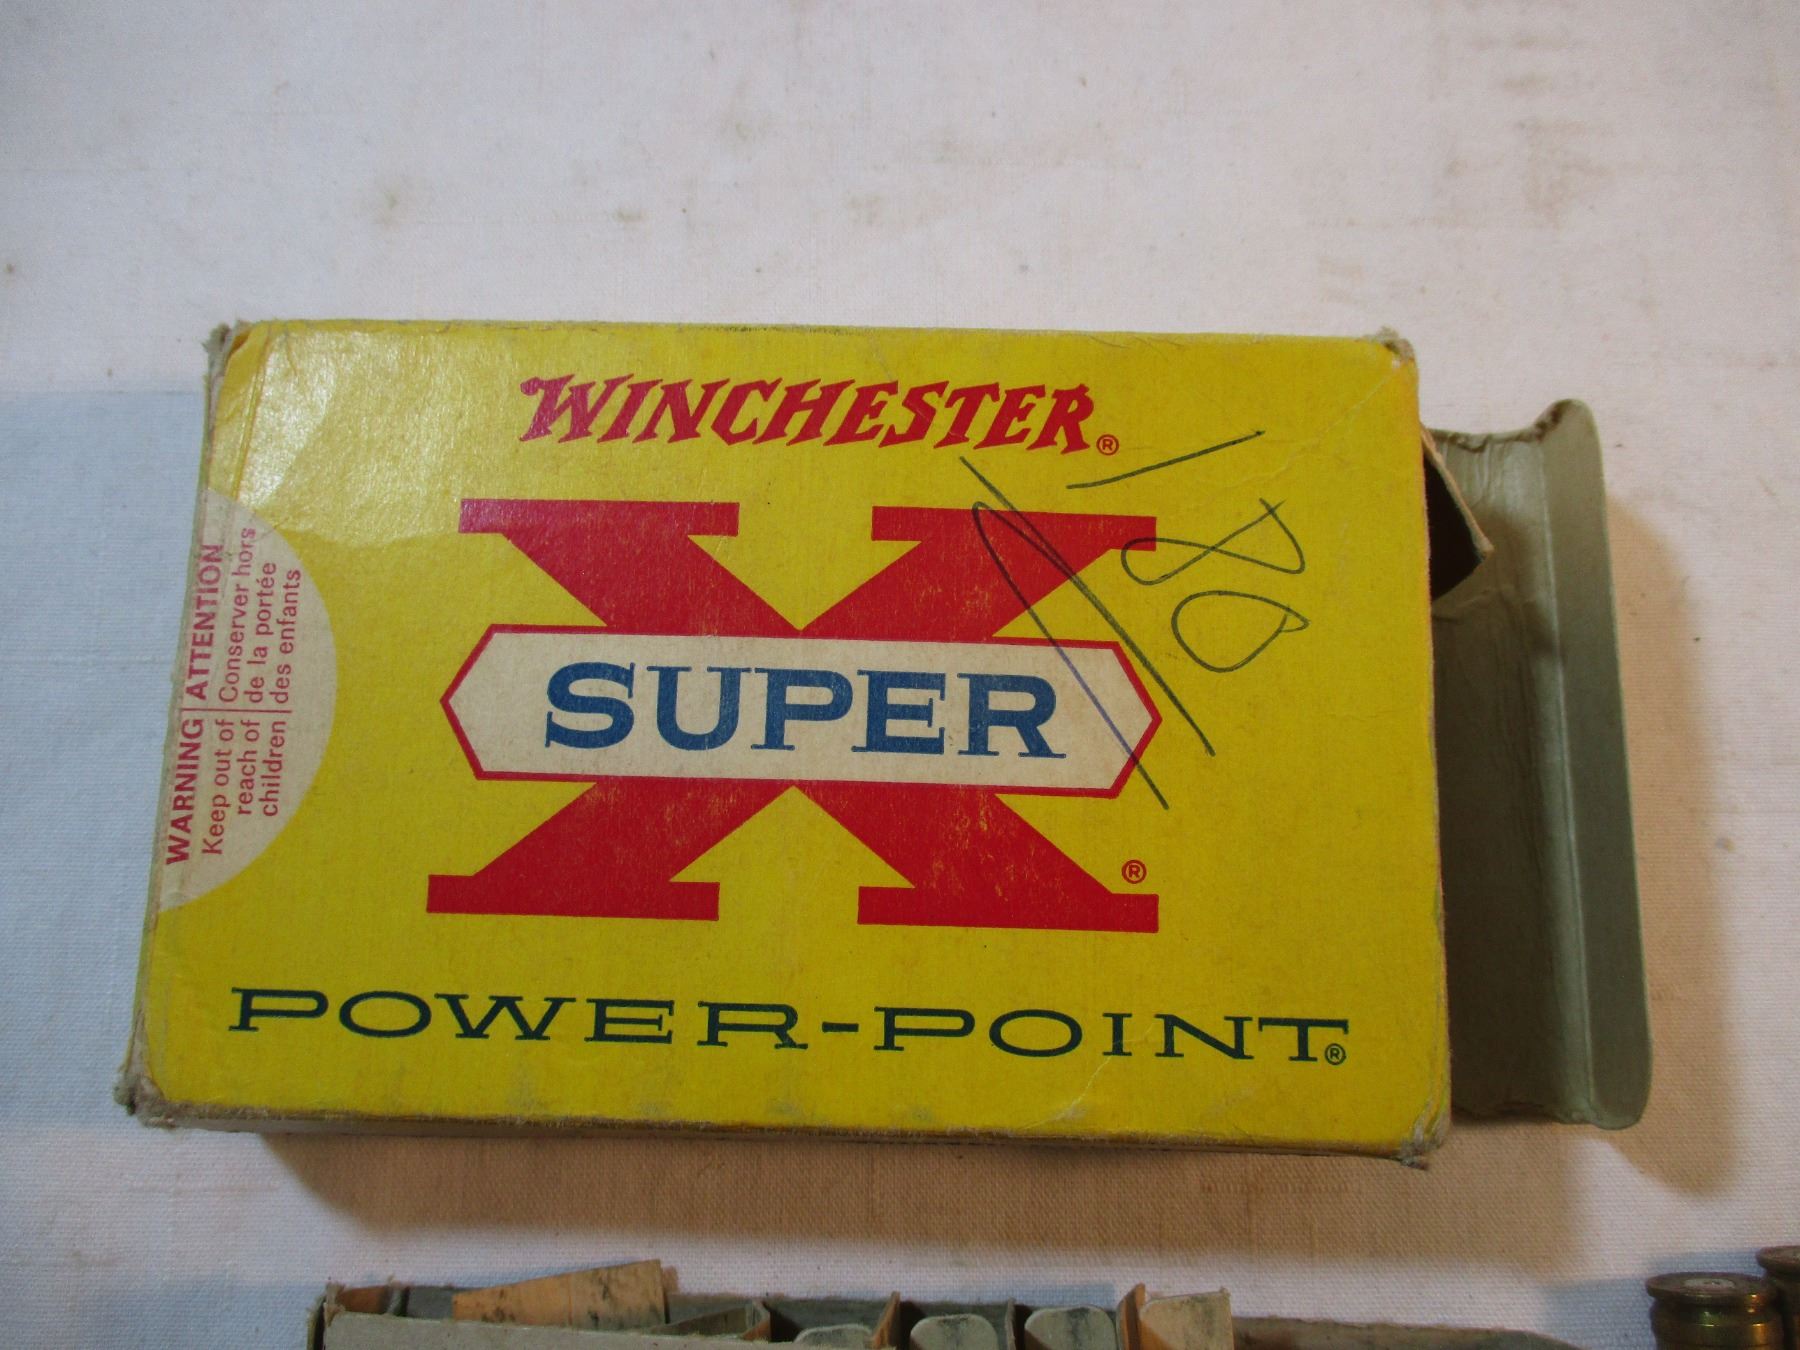 WINCHESTER®
X
SUPER
®
POWER-POINT®
WARNING | ATTENTION
Keep out of | Conserver hors
reach of | de la portée
children | des enfants